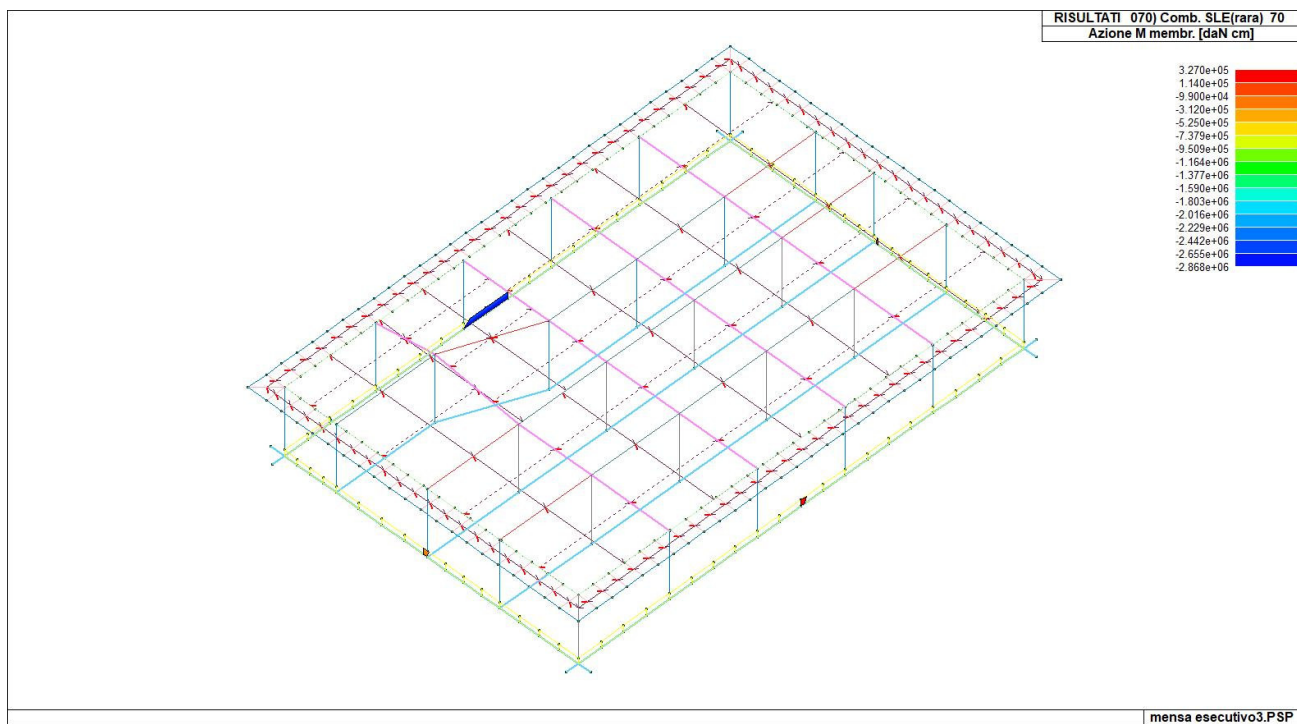 RISULTATI 070) Comb. SLE(rara) 70
Azione M membr. [daN cm]
3.270e+05
1.140e+05
-9.900e+04
-3.120e+05
-5.250e+05
-7.379e+05
-9.509e+05
-1.164e+06
-1.377e+06
-1.590e+06
-1.803e+06
-2.016e+06
-2.229e+06
-2.442e+06
-2.655e+06
-2.868e+06
mensa esecutivo3.PSP